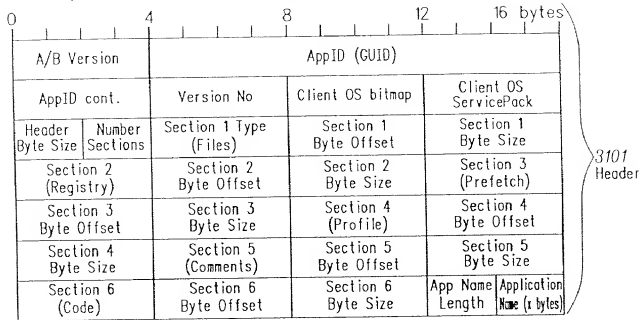 0 4 8 12 16 bytes
A/B Version AppID (GUID)
AppID cont. Version No Client OS bitmap Client OS
ServicePack
Header Number Section 1 Type Section 1 Section 1
Byte Size Sections (Files) Byte Offset Byte Size
Section 2 Section 2 Section 2 Section 3
(Registry) Byte Offset Byte Size (Prefetch)
Section 3 Section 3 Section 4 Section 4
Byte Offset Byte Size (Profile) Byte Offset
Section 4 Section 5 Section 5 Section 5
Byte Size (Comments) Byte Offset Byte Size
Section 6 Section 6 Section 6 App Name Application
(Code) Byte Offset Byte Size Length Name (x bytes)
3101
Header